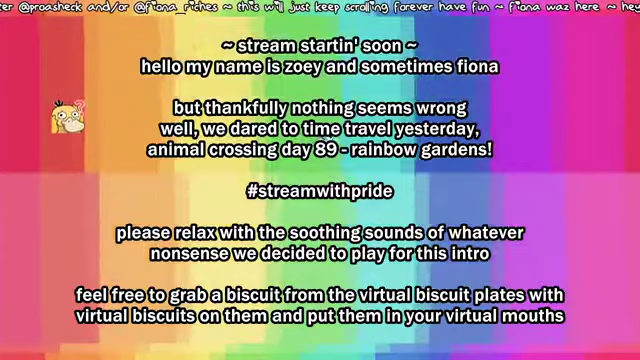 ter @proasheck and/or @fiona_riches ~ this will just keep scrolling forever have fun ~ fiona waz here ~ hey
~ stream startin' soon ~
hello my name is zoey and sometimes fiona
but thankfully nothing seems wrong
well, we dared to time travel yesterday,
animal crossing day 89 - rainbow gardens!
#streamwithpride
please relax with the soothing sounds of whatever
nonsense we decided to play for this intro
feel free to grab a biscuit from the virtual biscuit plates with
virtual biscuits on them and put them in your virtual mouths